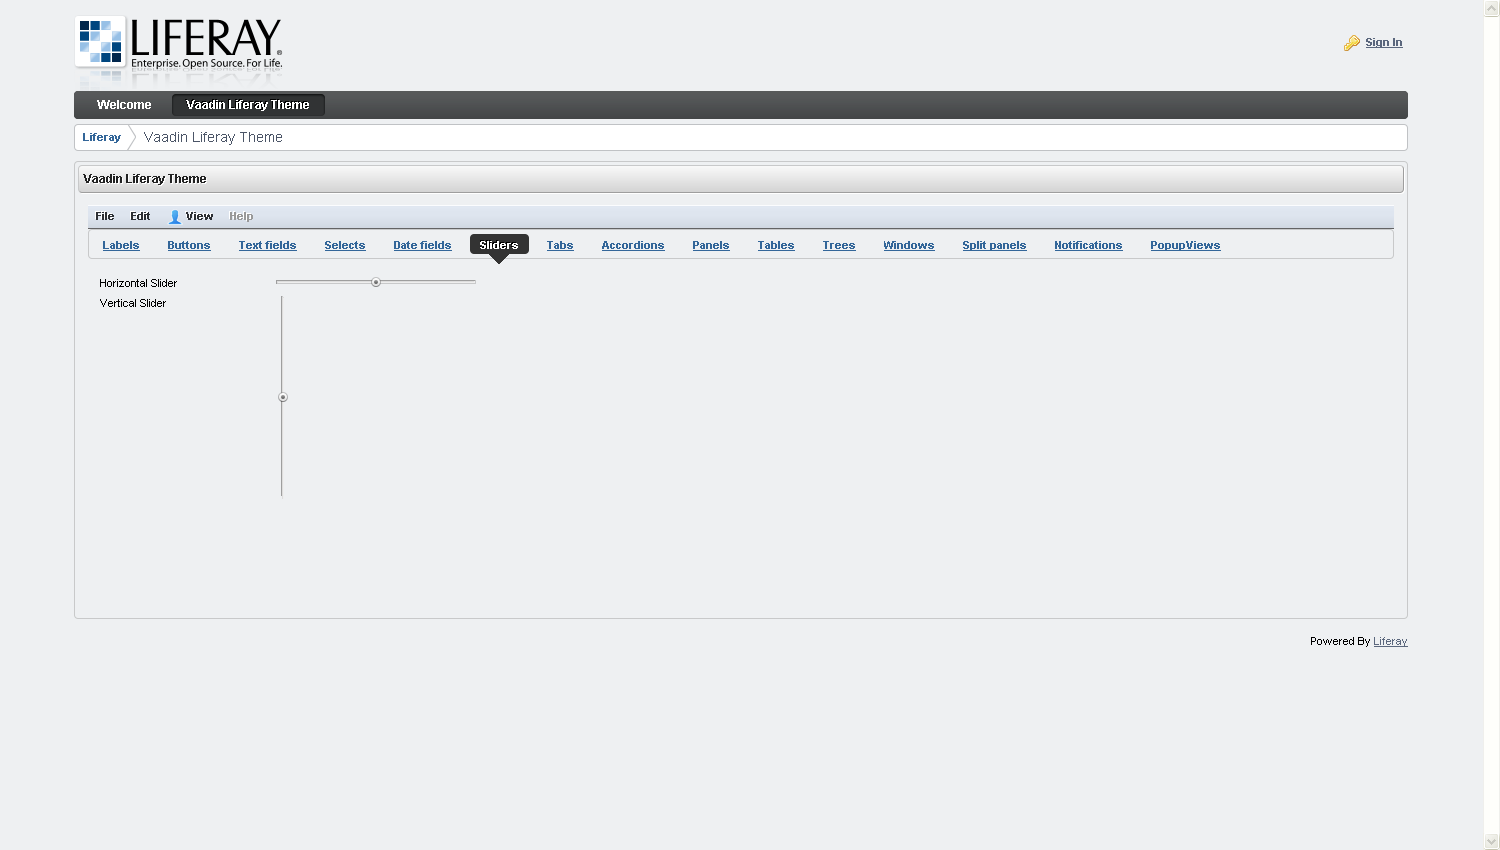 LIFERAY®
Enterprise. Open Source. For Life.
Sign In
Welcome Vaadin Liferay Theme
Liferay Vaadin Liferay Theme
Vaadin Liferay Theme
File Edit View Help
Labels Buttons Text fields Selects Date fields Sliders Tabs Accordions Panels Tables Trees Windows Split panels Notifications PopupViews
Horizontal Slider
Vertical Slider
Powered By Liferay